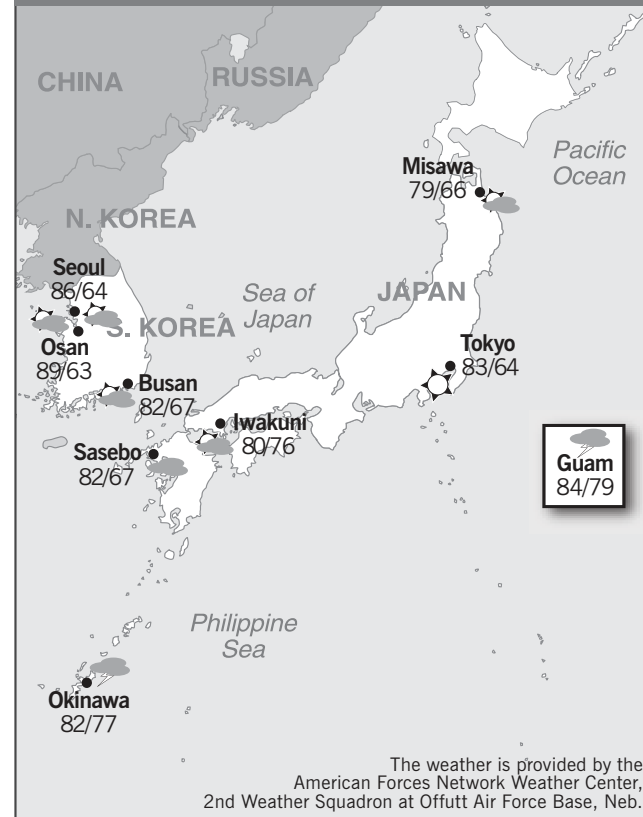 CHINA
RUSSIA
Pacific
Ocean
Misawa
79/66
N. KOREA
Seoul
86/64
Sea of
Japan
JAPAN
S. KOREA
Osan
89/63
Tokyo
83/64
Busan
82/67
Iwakuni
80/76
Sasebo
82/67
Guam
84/79
Philippine
Sea
Okinawa
82/77
The weather is provided by the
American Forces Network Weather Center,
2nd Weather Squadron at Offutt Air Force Base, Neb.